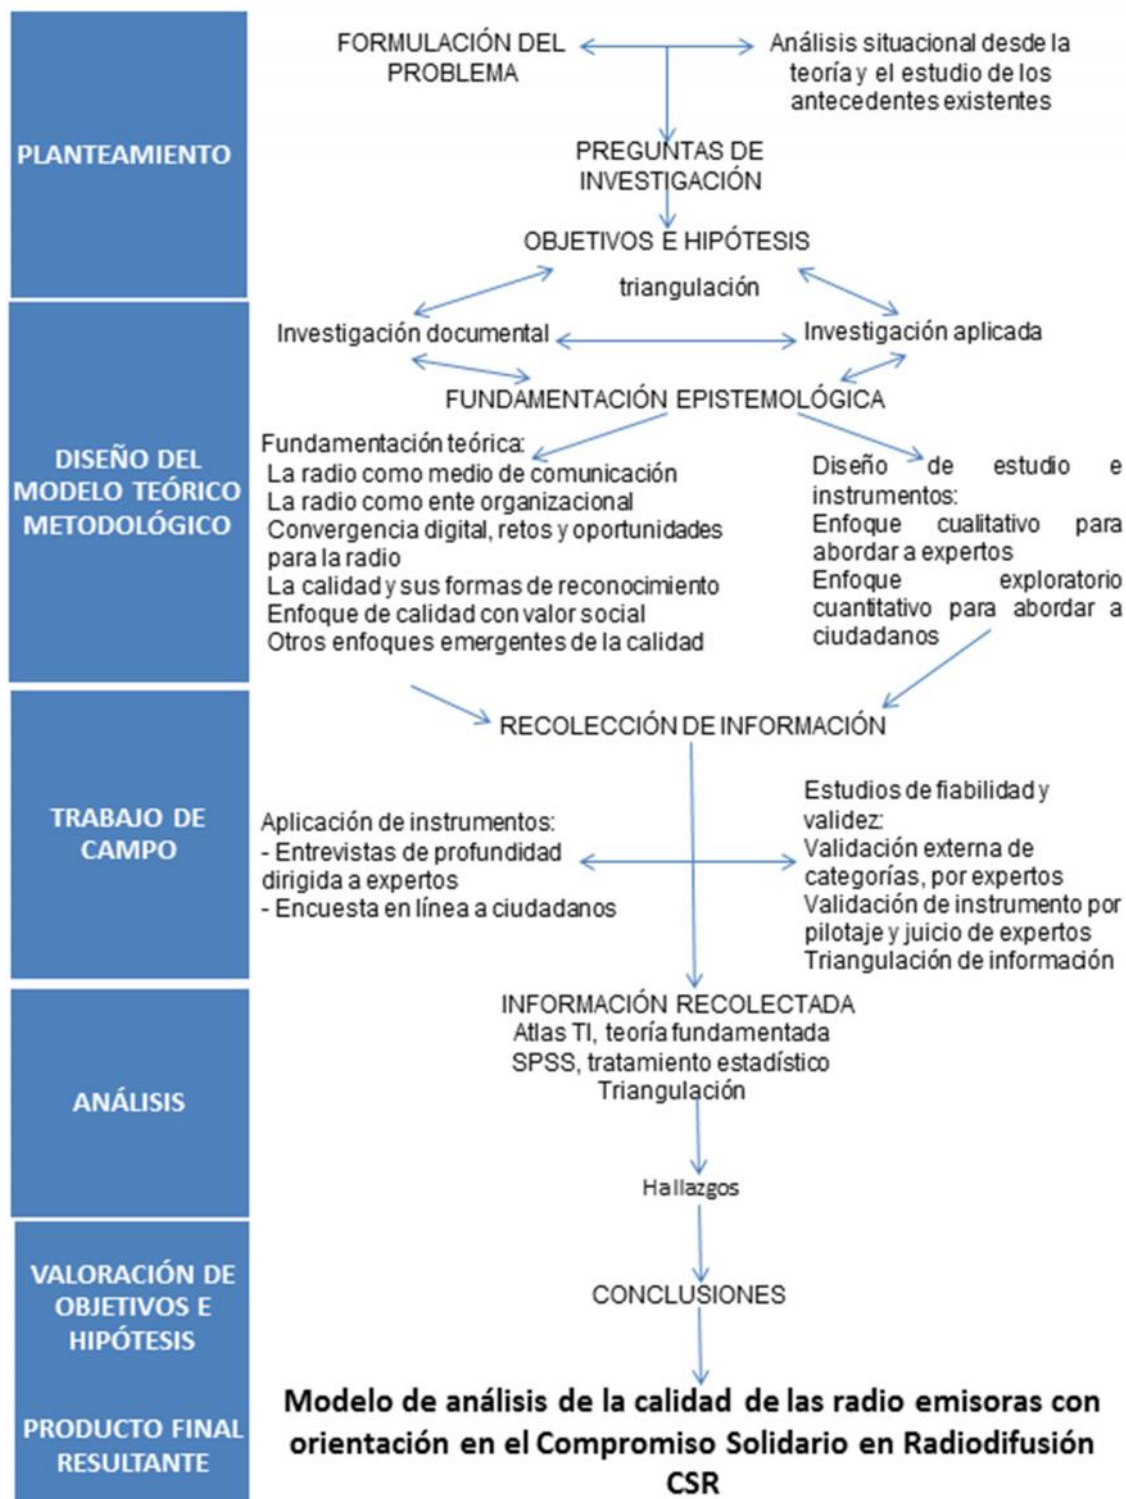 PLANTEAMIENTO
FORMULACIÓN DEL
PROBLEMA
Análisis situacional desde la
teoría y el estudio de los
antecedentes existentes
PREGUNTAS DE
INVESTIGACIÓN
OBJETIVOS E HIPÓTESIS
triangulación
DISEÑO DEL
MODELO TEÓRICO
METODOLÓGICO
Investigación documental
Investigación aplicada
FUNDAMENTACIÓN EPISTEMOLÓGICA
Fundamentación teórica:
La radio como medio de comunicación
La radio como ente organizacional
Convergencia digital, retos y oportunidades
para la radio
La calidad y sus formas de reconocimiento
Enfoque de calidad con valor social
Otros enfoques emergentes de la calidad
Diseño de estudio e
instrumentos:
Enfoque cualitativo para
abordar a expertos
Enfoque exploratorio
cuantitativo para abordar a
ciudadanos
TRABAJO DE
CAMPO
RECOLECCIÓN DE INFORMACIÓN
Aplicación de instrumentos:
- Entrevistas de profundidad
dirigida a expertos
- Encuesta en línea a ciudadanos
Estudios de fiabilidad y
validez:
Validación externa de
categorías, por expertos
Validación de instrumento por
pilotaje y juicio de expertos
Triangulación de información
ANÁLISIS
INFORMACIÓN RECOLECTADA
Atlas TI, teoría fundamentada
SPSS, tratamiento estadístico
Triangulación
Hallazgos
VALORACIÓN DE
OBJETIVOS E
HIPÓTESIS
CONCLUSIONES
PRODUCTO FINAL
RESULTANTE
Modelo de análisis de la calidad de las radio emisoras con
orientación en el Compromiso Solidario en Radiodifusión
CSR